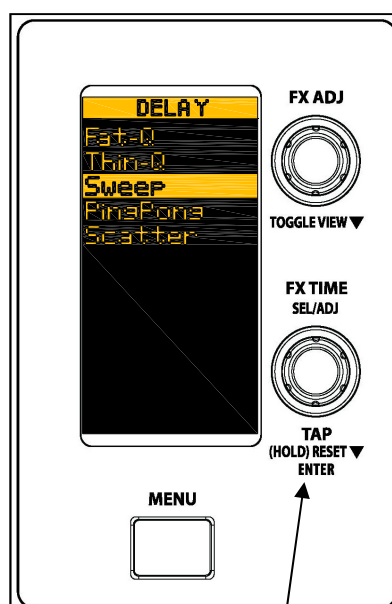 DELAY
Fat-Q
Thin-Q
Sweep
PingPong
Scatter
FX ADJ
TOGGLE VIEW ▼
FX TIME
SEL/ADJ
TAP
(HOLD) RESET ▼
ENTER
MENU